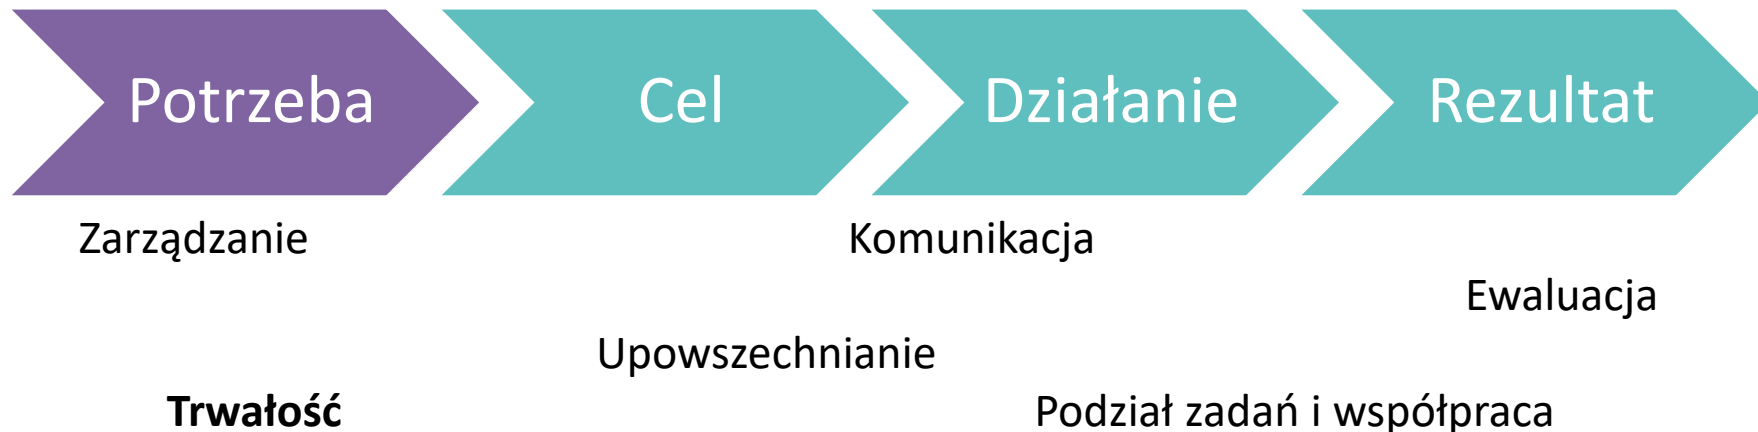 Potrzeba
Cel
Działanie
Rezultat
Zarządzanie
Komunikacja
Ewaluacja
Upowszechnianie
Trwałość
Podział zadań i współpraca